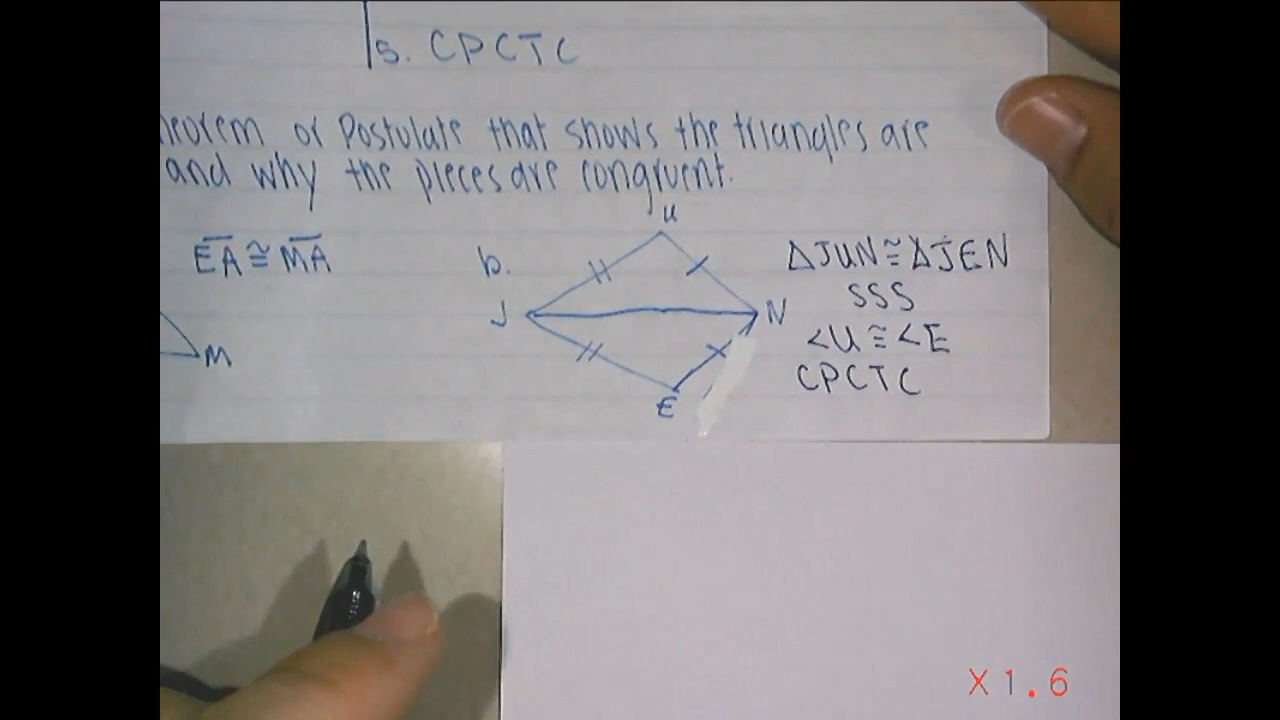 5. CPCTC
heorem or Postulate that shows the triangles are
and why the pieces are congruent.
EA ≅ MA
M
b.
U
J
N
E
△JUN ≅ △JEN
SSS
<U ≅ <E
CPCTC
X1.6